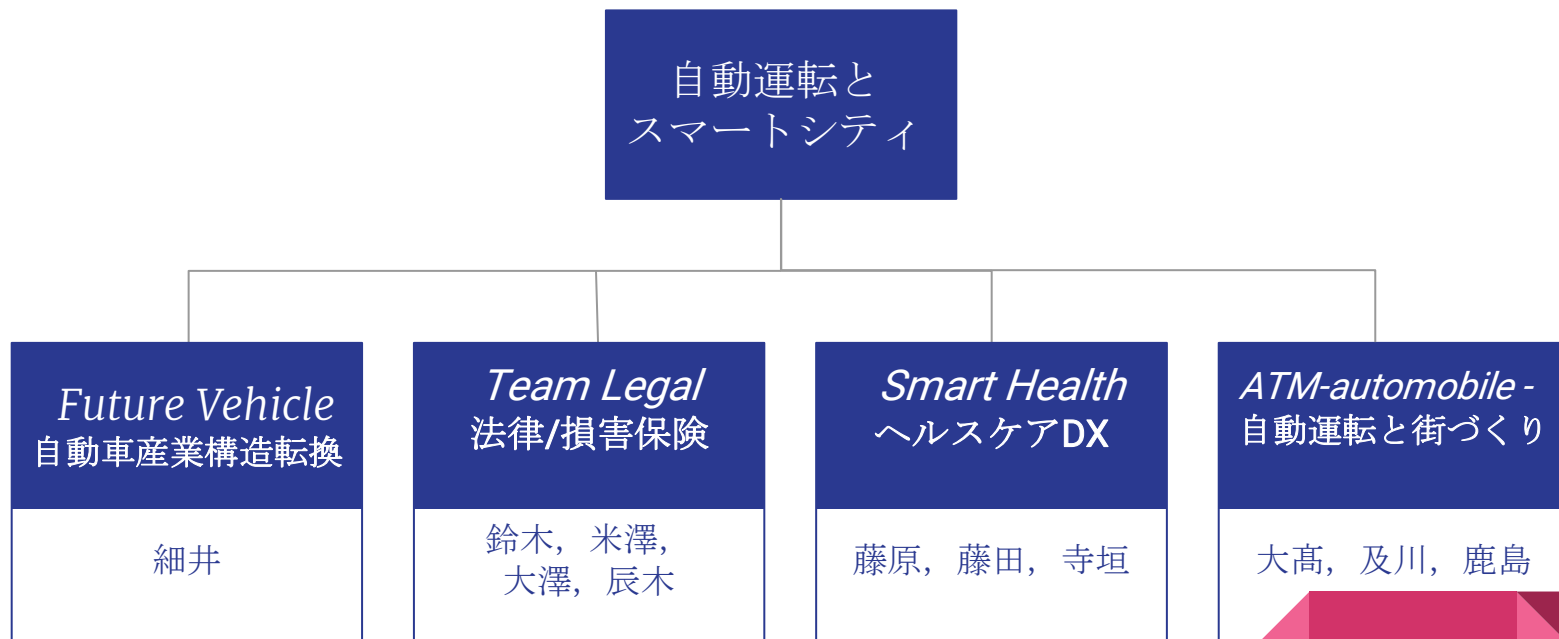 自動運転と
スマートシティ
Future Vehicle
自動車産業構造転換
Team Legal
法律/損害保険
Smart Health
ヘルスケアDX
ATM-automobile -
自動運転と街づくり
細井
鈴木, 米澤,
大澤, 辰木
藤原, 藤田, 寺垣
大髙, 及川, 鹿島